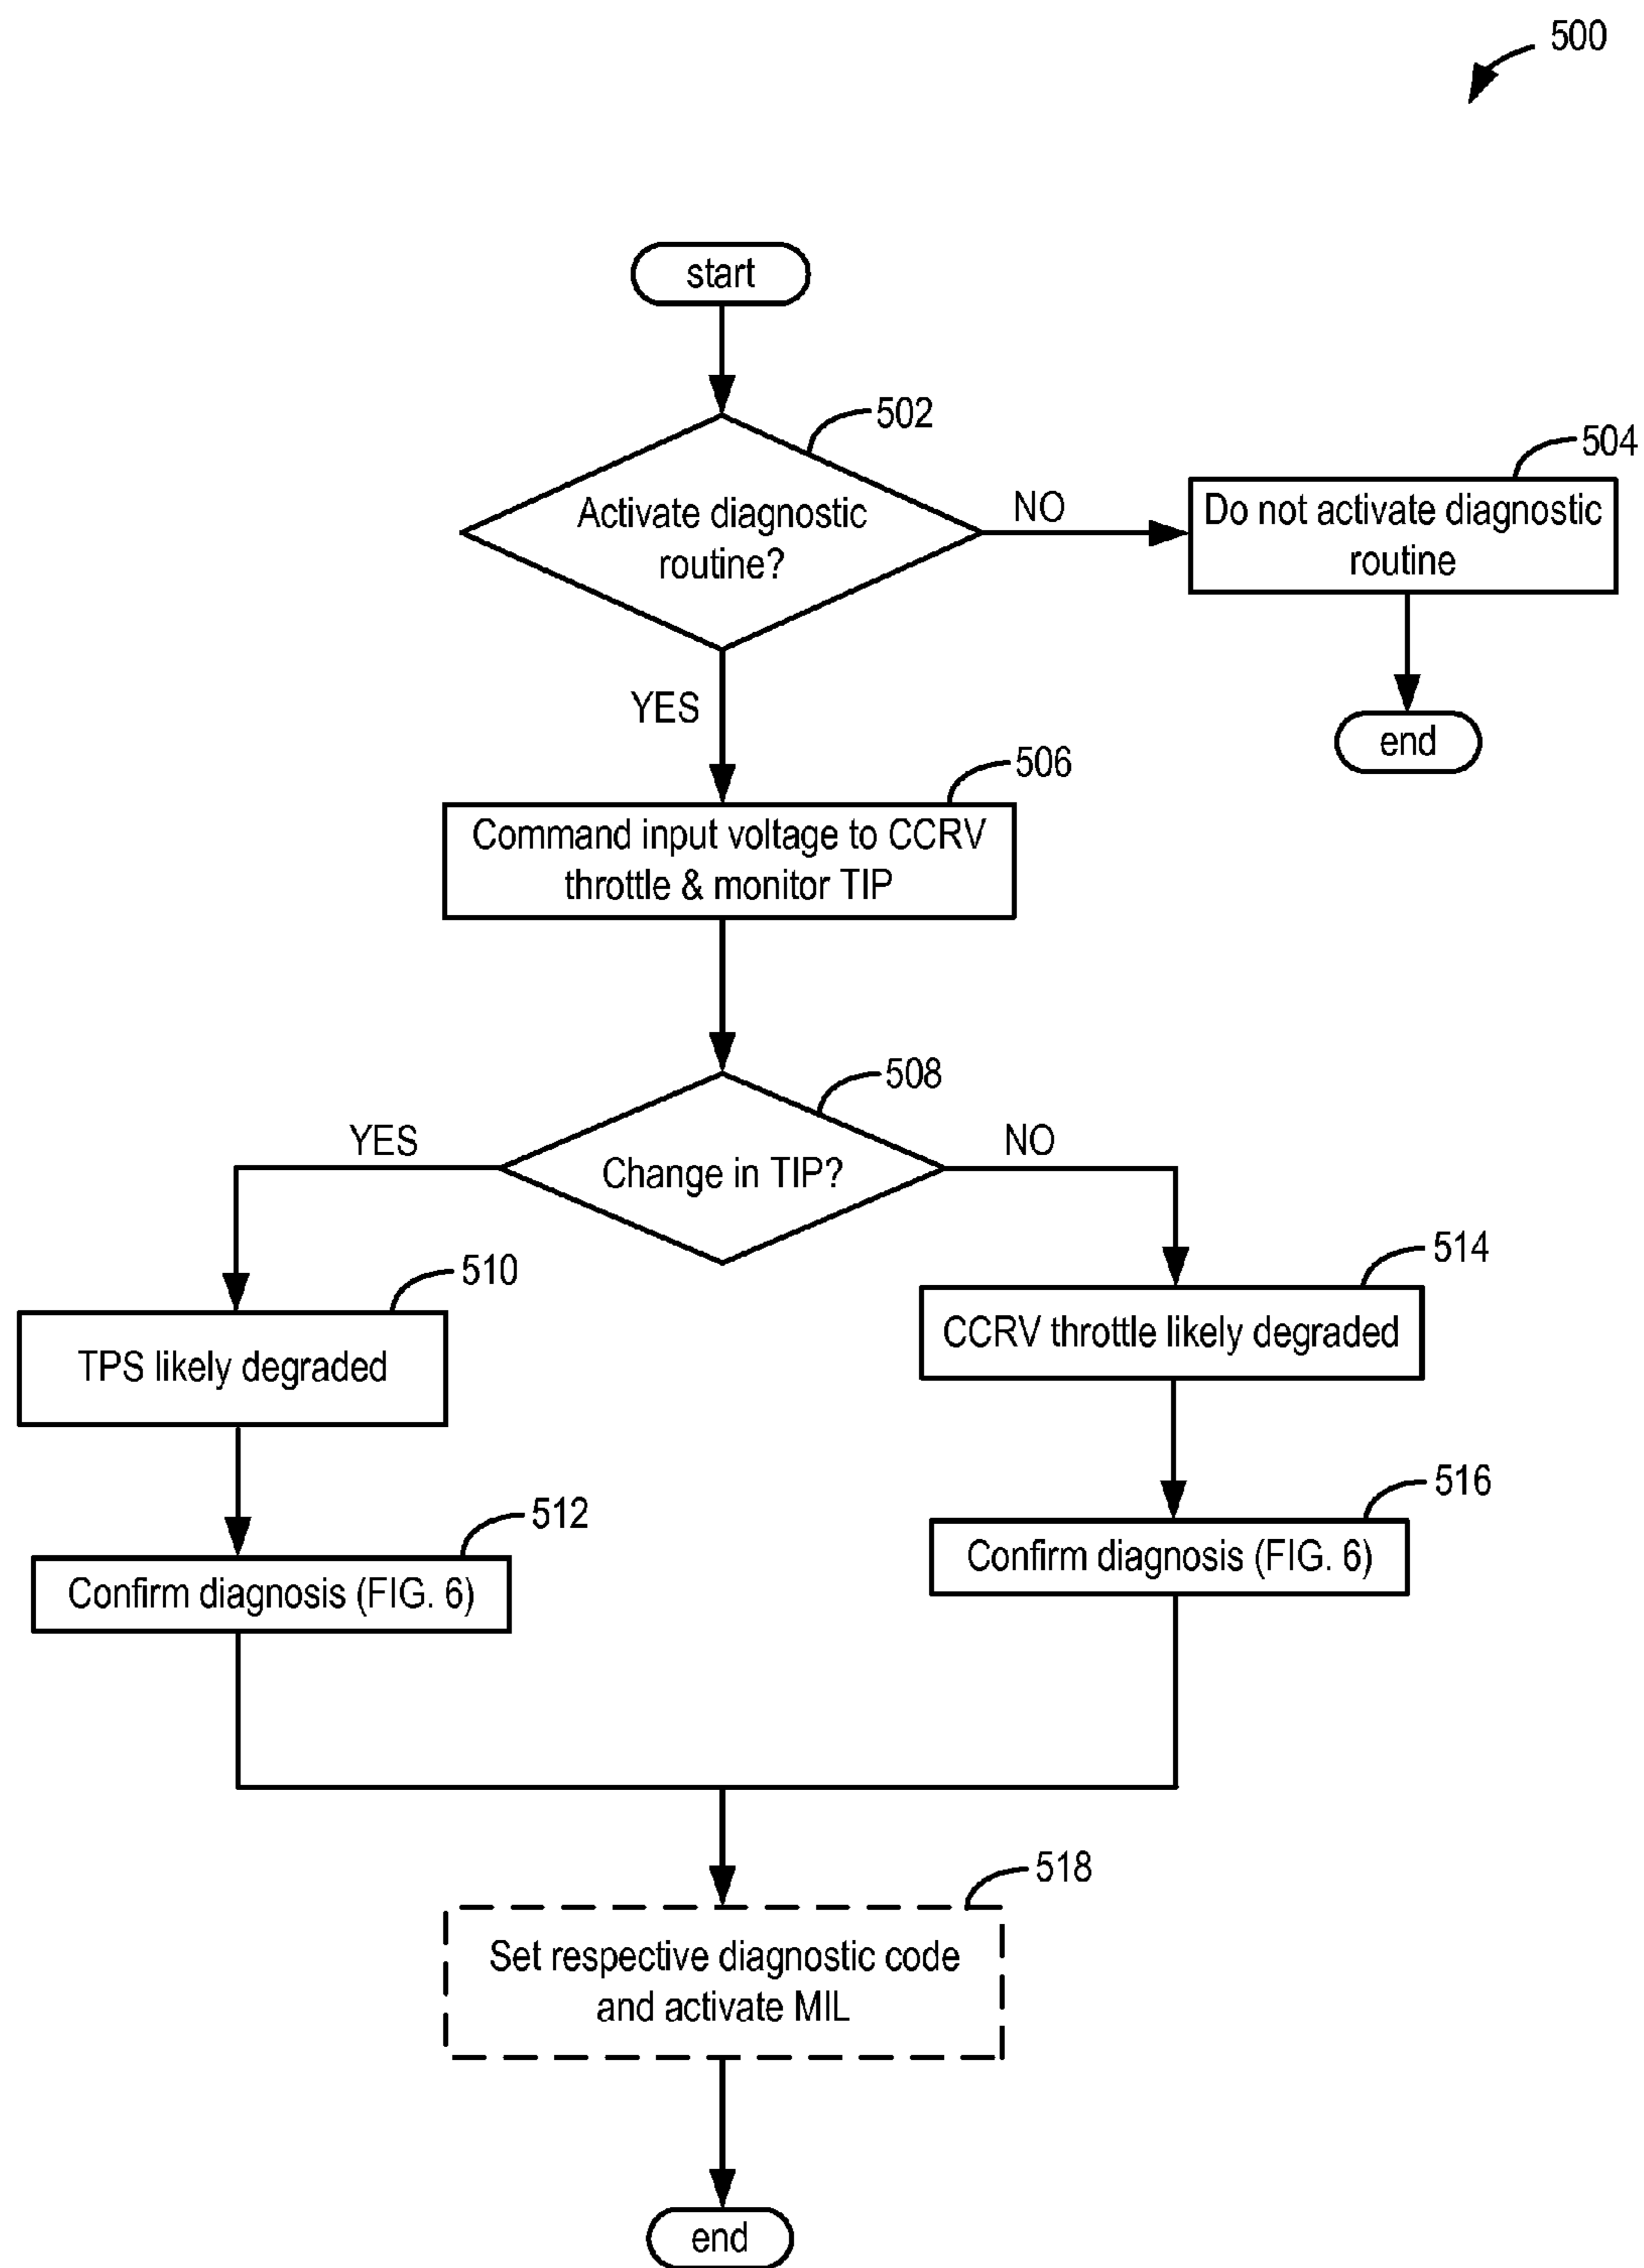 500
start
502
Activate diagnostic
routine?
NO
504
Do not activate diagnostic
routine
end
YES
506
Command input voltage to CCRV
throttle & monitor TIP
508
Change in TIP?
YES
NO
510
TPS likely degraded
514
CCRV throttle likely degraded
512
Confirm diagnosis (FIG. 6)
516
Confirm diagnosis (FIG. 6)
518
Set respective diagnostic code
and activate MIL
end